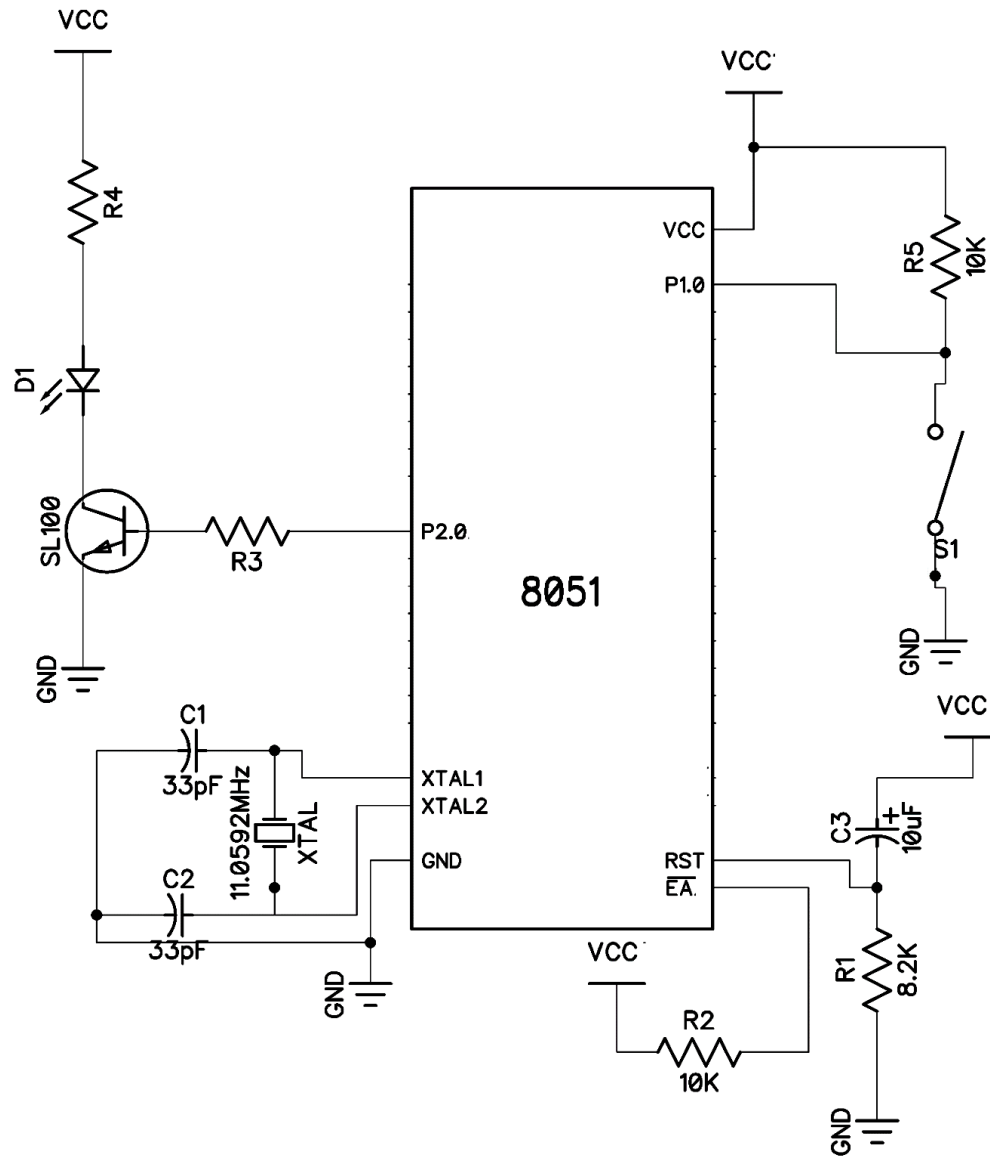 VCC
VCC
R4
VCC
P1.0
R5
10K
D1
SL100
R3
P2.0
8051
S1
GND
GND
VCC
C1
33pF
11.0592MHz
XTAL
XTAL1
XTAL2
GND
C2
33pF
GND
RST
EA
C3
+
10uF
VCC
R2
10K
R1
8.2K
GND